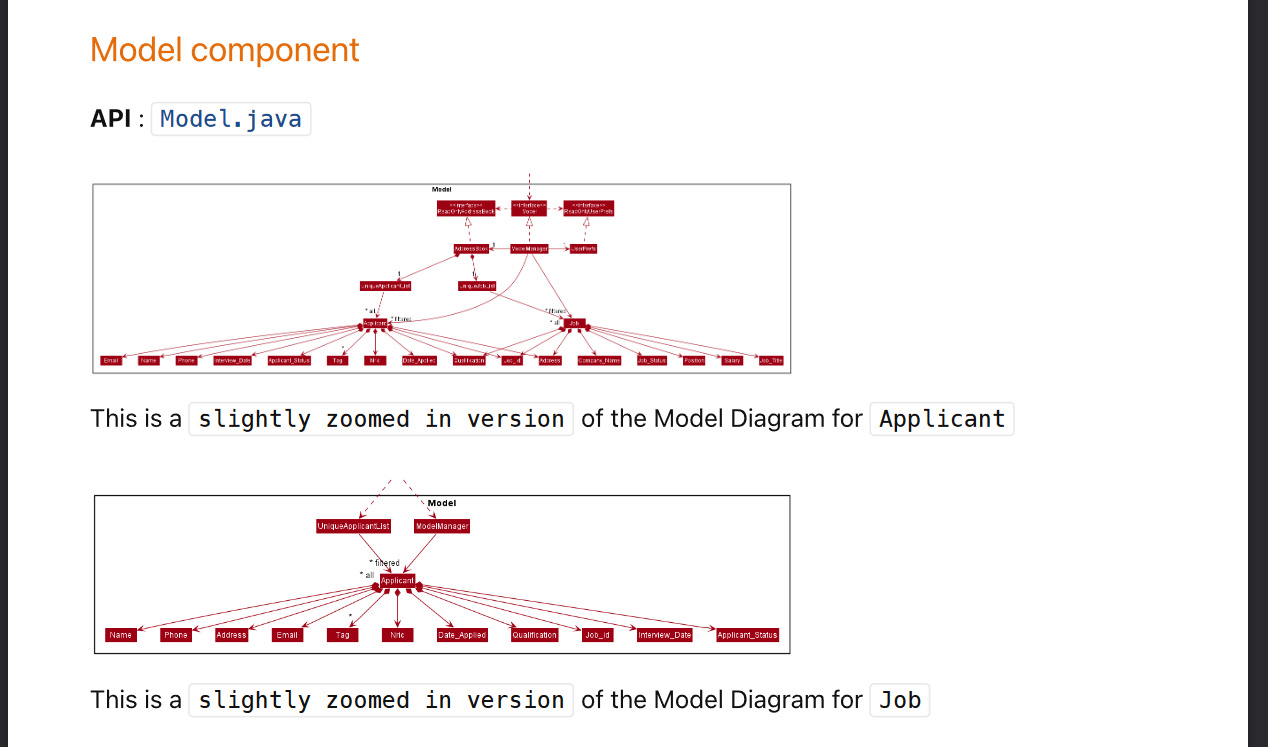 Model component
API : Model.java
Model
<<interface>> <<interface>> <<interface>>
ReadOnlyAddressBook Model ReadOnlyUserPrefs
AddressBook 1 ModelManager UserPrefs
1 1
UniqueApplicantList UniqueJobList
* all * filtered * filtered
Applicant * all Job
*
Email Name Phone Interview_Date Applicant_Status Tag Nric Date_Applied Qualification Job_id Address Company_Name Job_Status Position Salary Job_Title
This is a slightly zoomed in version of the Model Diagram for Applicant
Model
UniqueApplicantList ModelManager
* filtered
* all Applicant
*
Name Phone Address Email Tag Nric Date_Applied Qualification Job_id Interview_Date Applicant_Status
This is a slightly zoomed in version of the Model Diagram for Job